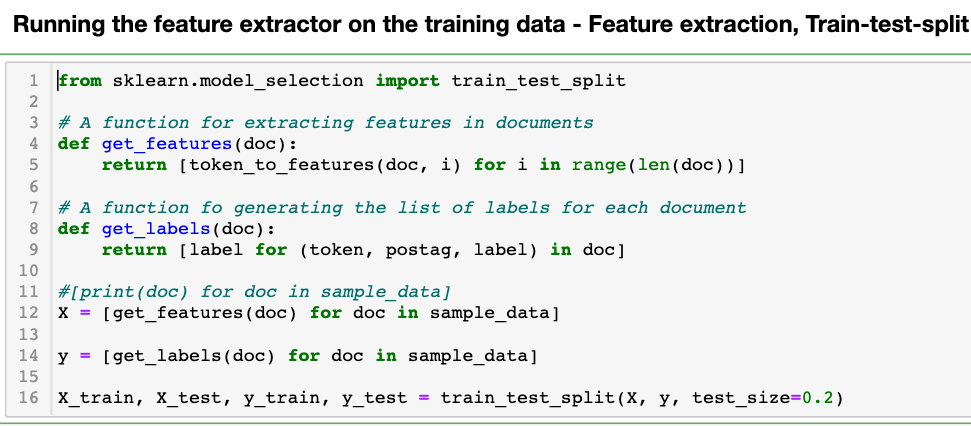 Running the feature extractor on the training data - Feature extraction, Train-test-split
1 from sklearn.model_selection import train_test_split
2
3 # A function for extracting features in documents
4 def get_features(doc):
5     return [token_to_features(doc, i) for i in range(len(doc))]
6
7 # A function fo generating the list of labels for each document
8 def get_labels(doc):
9     return [label for (token, postag, label) in doc]
10
11 #[print(doc) for doc in sample_data]
12 X = [get_features(doc) for doc in sample_data]
13
14 y = [get_labels(doc) for doc in sample_data]
15
16 X_train, X_test, y_train, y_test = train_test_split(X, y, test_size=0.2)